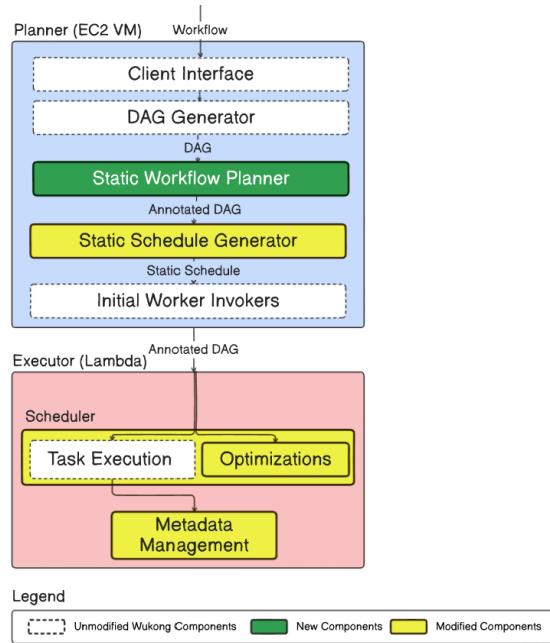 Planner (EC2 VM)
Workflow
Client Interface
DAG Generator
DAG
Static Workflow Planner
Annotated DAG
Static Schedule Generator
Static Schedule
Initial Worker Invokers
Annotated DAG
Executor (Lambda)
Scheduler
Task Execution
Optimizations
Metadada
Management
Legend
Unmodified Wukong Components
New Components
Modified Components